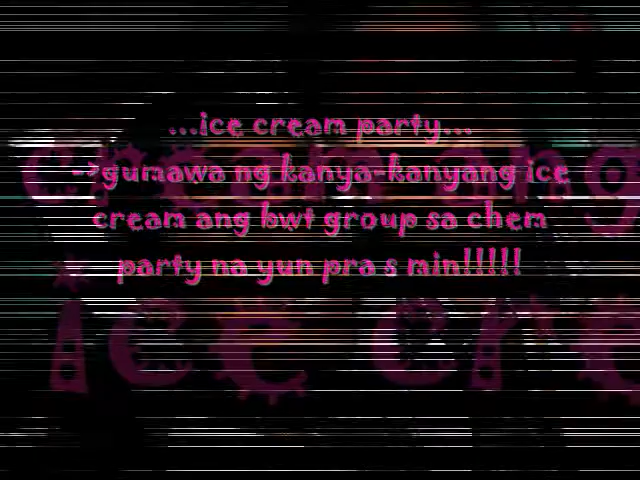 ...ice cream party...
->gumawa ng kanya-kanyang ice
cream ang bwt group sa chem
party na yun pra s min!!!!!